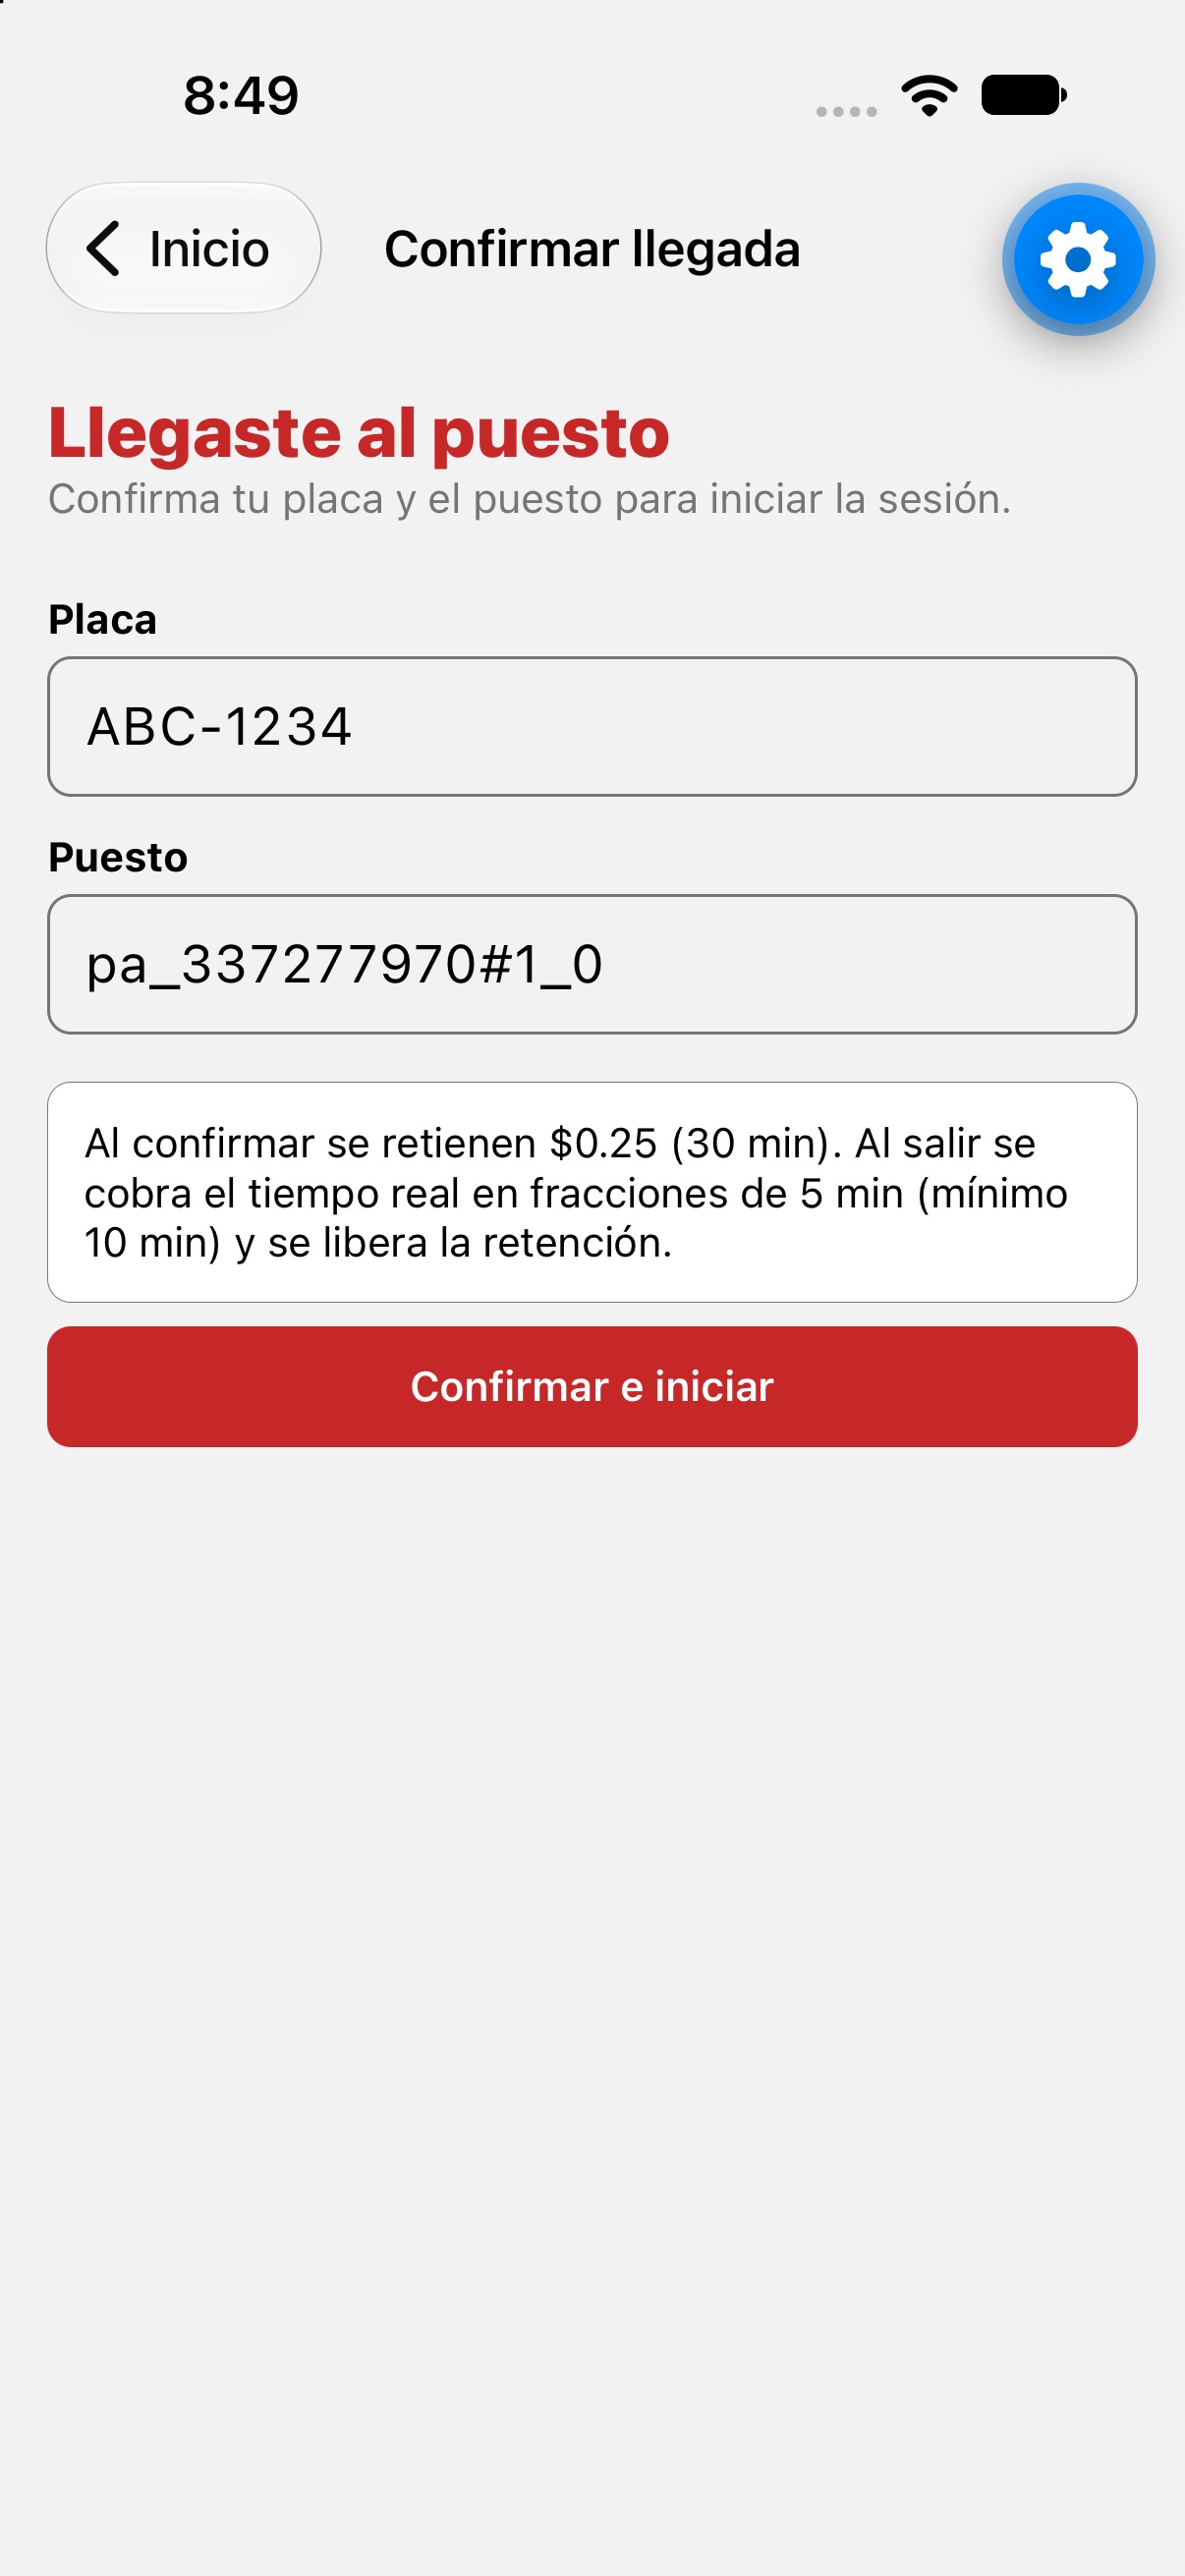 8:49
Inicio
Confirmar llegada
Llegaste al puesto
Confirma tu placa y el puesto para iniciar la sesión.
Placa
ABC-1234
Puesto
pa_337277970#1_0
Al confirmar se retienen $0.25 (30 min). Al salir se
cobra el tiempo real en fracciones de 5 min (mínimo
10 min) y se libera la retención.
Confirmar e iniciar